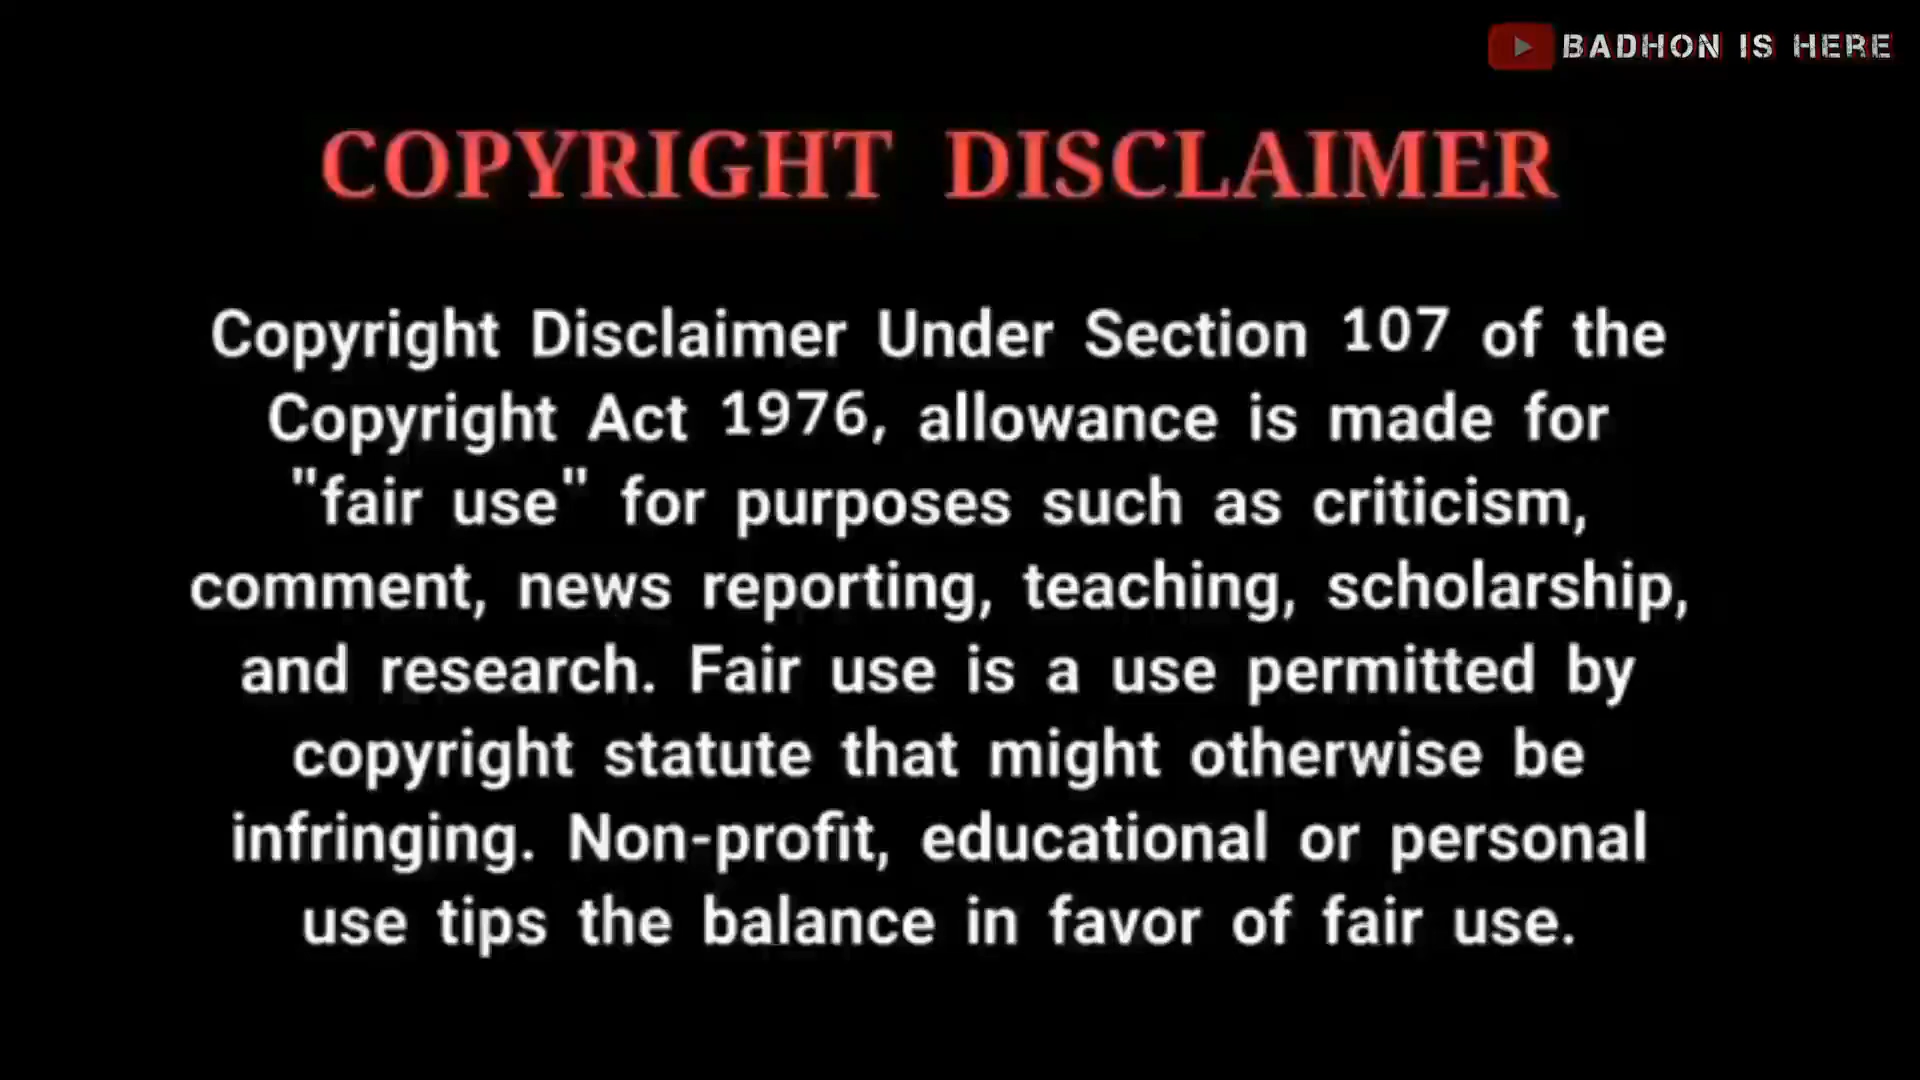 BADHON IS HERE
COPYRIGHT DISCLAIMER
Copyright Disclaimer Under Section 107 of the
Copyright Act 1976, allowance is made for
"fair use" for purposes such as criticism,
comment, news reporting, teaching, scholarship,
and research. Fair use is a use permitted by
copyright statute that might otherwise be
infringing. Non-profit, educational or personal
use tips the balance in favor of fair use.